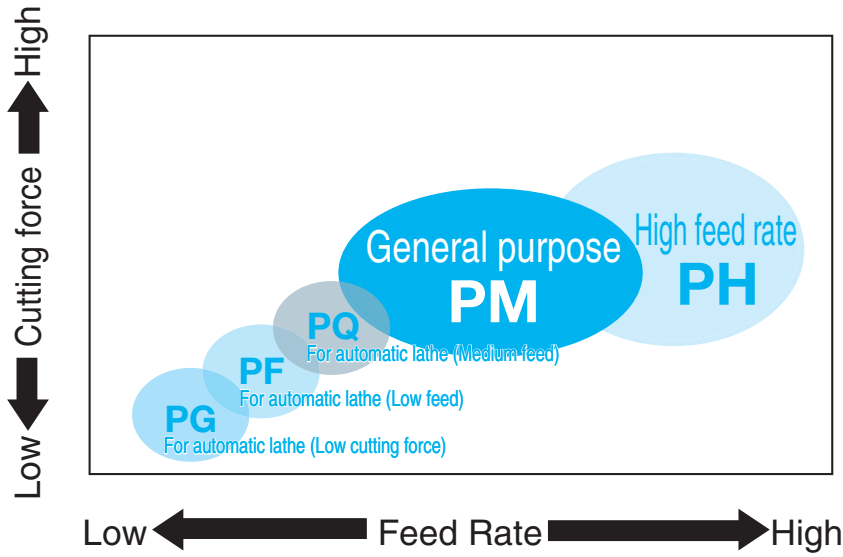 High
Cutting force
Low
General purpose
PM
High feed rate
PH
PQ
For automatic lathe (Medium feed)
PF
For automatic lathe (Low feed)
PG
For automatic lathe (Low cutting force)
Low
Feed Rate
High